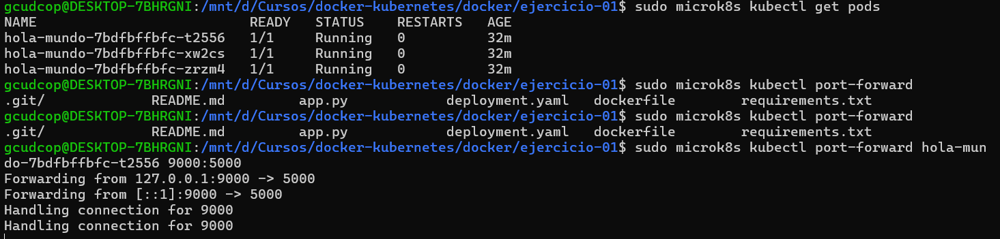 gcudcop@DESKTOP-7BHRGNI:/mnt/d/Cursos/docker-kubernetes/docker/ejercicio-01$ sudo microk8s kubectl get pods
NAME                          READY   STATUS    RESTARTS   AGE
hola-mundo-7bdfbffbfc-t2556   1/1     Running   0          32m
hola-mundo-7bdfbffbfc-xw2cs   1/1     Running   0          32m
hola-mundo-7bdfbffbfc-zrzm4   1/1     Running   0          32m
gcudcop@DESKTOP-7BHRGNI:/mnt/d/Cursos/docker-kubernetes/docker/ejercicio-01$ sudo microk8s kubectl port-forward
.git/             README.md         app.py            deployment.yaml   dockerfile        requirements.txt
gcudcop@DESKTOP-7BHRGNI:/mnt/d/Cursos/docker-kubernetes/docker/ejercicio-01$ sudo microk8s kubectl port-forward
.git/             README.md         app.py            deployment.yaml   dockerfile        requirements.txt
gcudcop@DESKTOP-7BHRGNI:/mnt/d/Cursos/docker-kubernetes/docker/ejercicio-01$ sudo microk8s kubectl port-forward hola-mun
do-7bdfbffbfc-t2556 9000:5000
Forwarding from 127.0.0.1:9000 -> 5000
Forwarding from [::1]:9000 -> 5000
Handling connection for 9000
Handling connection for 9000